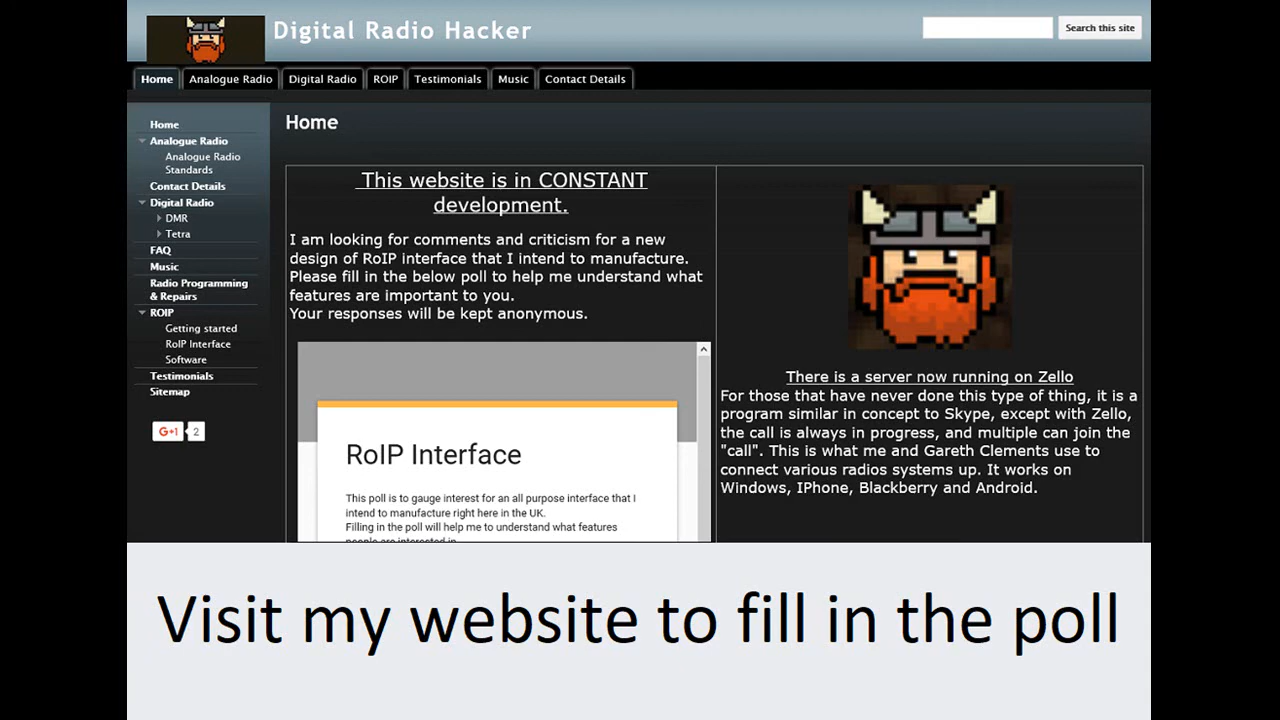 Digital Radio Hacker
Search this site
Home
Analogue Radio
Digital Radio
ROIP
Testimonials
Music
Contact Details
Home
Analogue Radio
Analogue Radio
Standards
Contact Details
Digital Radio
DMR
Tetra
FAQ
Music
Radio Programming
& Repairs
ROIP
Getting started
RoIP Interface
Software
Testimonials
Sitemap
G+1
2
Home
This website is in CONSTANT
development.
I am looking for comments and criticism for a new
design of RoIP interface that I intend to manufacture.
Please fill in the below poll to help me understand what
features are important to you.
Your responses will be kept anonymous.
RoIP Interface
This poll is to gauge interest for an all purpose interface that I
intend to manufacture right here in the UK.
Filling in the poll will help me to understand what features
people are interested in
There is a server now running on Zello
For those that have never done this type of thing, it is a
program similar in concept to Skype, except with Zello,
the call is always in progress, and multiple can join the
"call". This is what me and Gareth Clements use to
connect various radios systems up. It works on
Windows, IPhone, Blackberry and Android.
Visit my website to fill in the poll